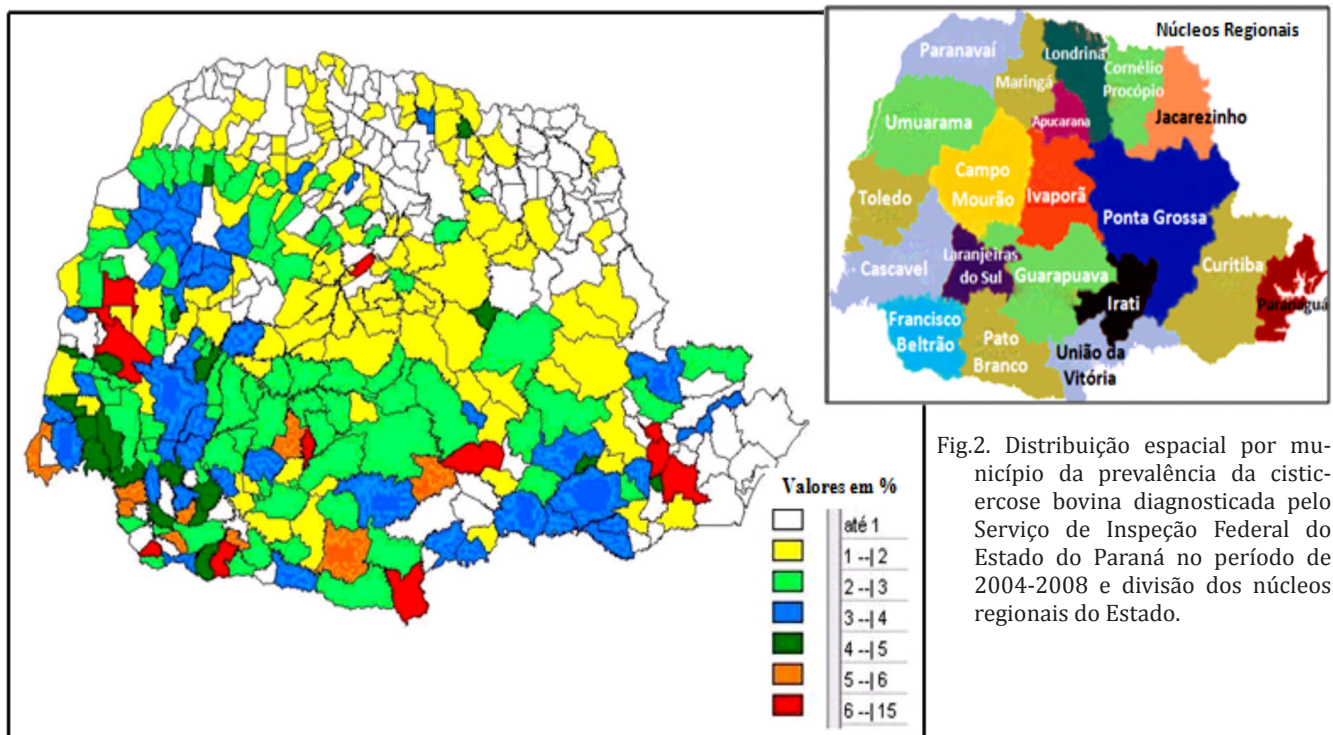 Núcleos Regionais
Paranavaí
Londrina
Maringá
Cornélio
Procópio
Umuarama
Apucarana
Jacarezinho
Campo
Mourão
Toledo
Ivaporã
Ponta Grossa
Cascavel
Laranjeiras
do Sul
Guarapuava
Curitiba
Irati
Paranaguá
Francisco
Beltrão
Pato
Branco
União da
Vitória
Valores em %
até 1
1 --| 2
2 --| 3
3 --| 4
4 --| 5
5 --| 6
6 --| 15
Fig.2. Distribuição espacial por mu-
nicípio da prevalência da cistic-
ercose bovina diagnosticada pelo
Serviço de Inspeção Federal do
Estado do Paraná no período de
2004-2008 e divisão dos núcleos
regionais do Estado.